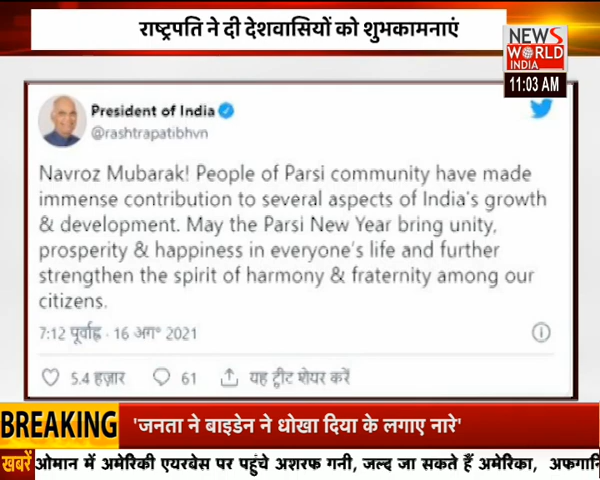 राष्ट्रपति ने दी देशवासियों को शुभकामनाएं
NEWS
WORLD
INDIA
11:03 AM
President of India
@rashtrapatibhvn
Navroz Mubarak! People of Parsi community have made
immense contribution to several aspects of India's growth
& development. May the Parsi New Year bring unity,
prosperity & happiness in everyone's life and further
strengthen the spirit of harmony & fraternity among our
citizens.
7:12 पूर्वाह्न · 16 अग॰ 2021
5.4 हज़ार 61 यह ट्वीट शेयर करें
BREAKING 'जनता ने बाइडेन ने धोखा दिया के लगाए नारे'
खबरें ओमान में अमेरिकी एयरबेस पर पहुंचे अशरफ गनी, जल्द जा सकते हैं अमेरिका, अफगानि